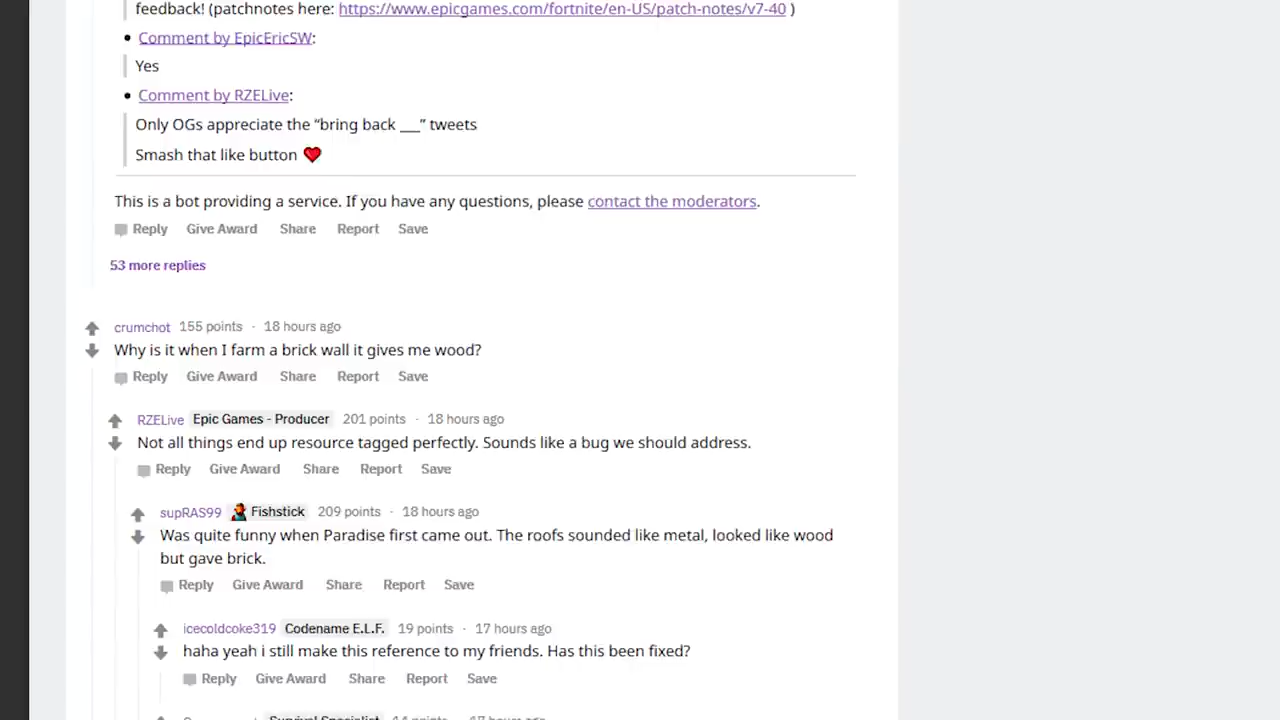 feedback! (patchnotes here: https://www.epicgames.com/fortnite/en-US/patch-notes/v7-40 )
• Comment by EpicEricSW:
Yes
• Comment by RZELive:
Only OGs appreciate the “bring back ___” tweets
Smash that like button ❤
This is a bot providing a service. If you have any questions, please contact the moderators.
Reply Give Award Share Report Save
53 more replies
crumchot 155 points · 18 hours ago
Why is it when I farm a brick wall it gives me wood?
Reply Give Award Share Report Save
RZELive Epic Games - Producer 201 points · 18 hours ago
Not all things end up resource tagged perfectly. Sounds like a bug we should address.
Reply Give Award Share Report Save
supRAS99 Fishstick 209 points · 18 hours ago
Was quite funny when Paradise first came out. The roofs sounded like metal, looked like wood
but gave brick.
Reply Give Award Share Report Save
icecoldcoke319 Codename E.L.F. 19 points · 17 hours ago
haha yeah i still make this reference to my friends. Has this been fixed?
Reply Give Award Share Report Save
Survival Specialist 14 points · 17 hours ago